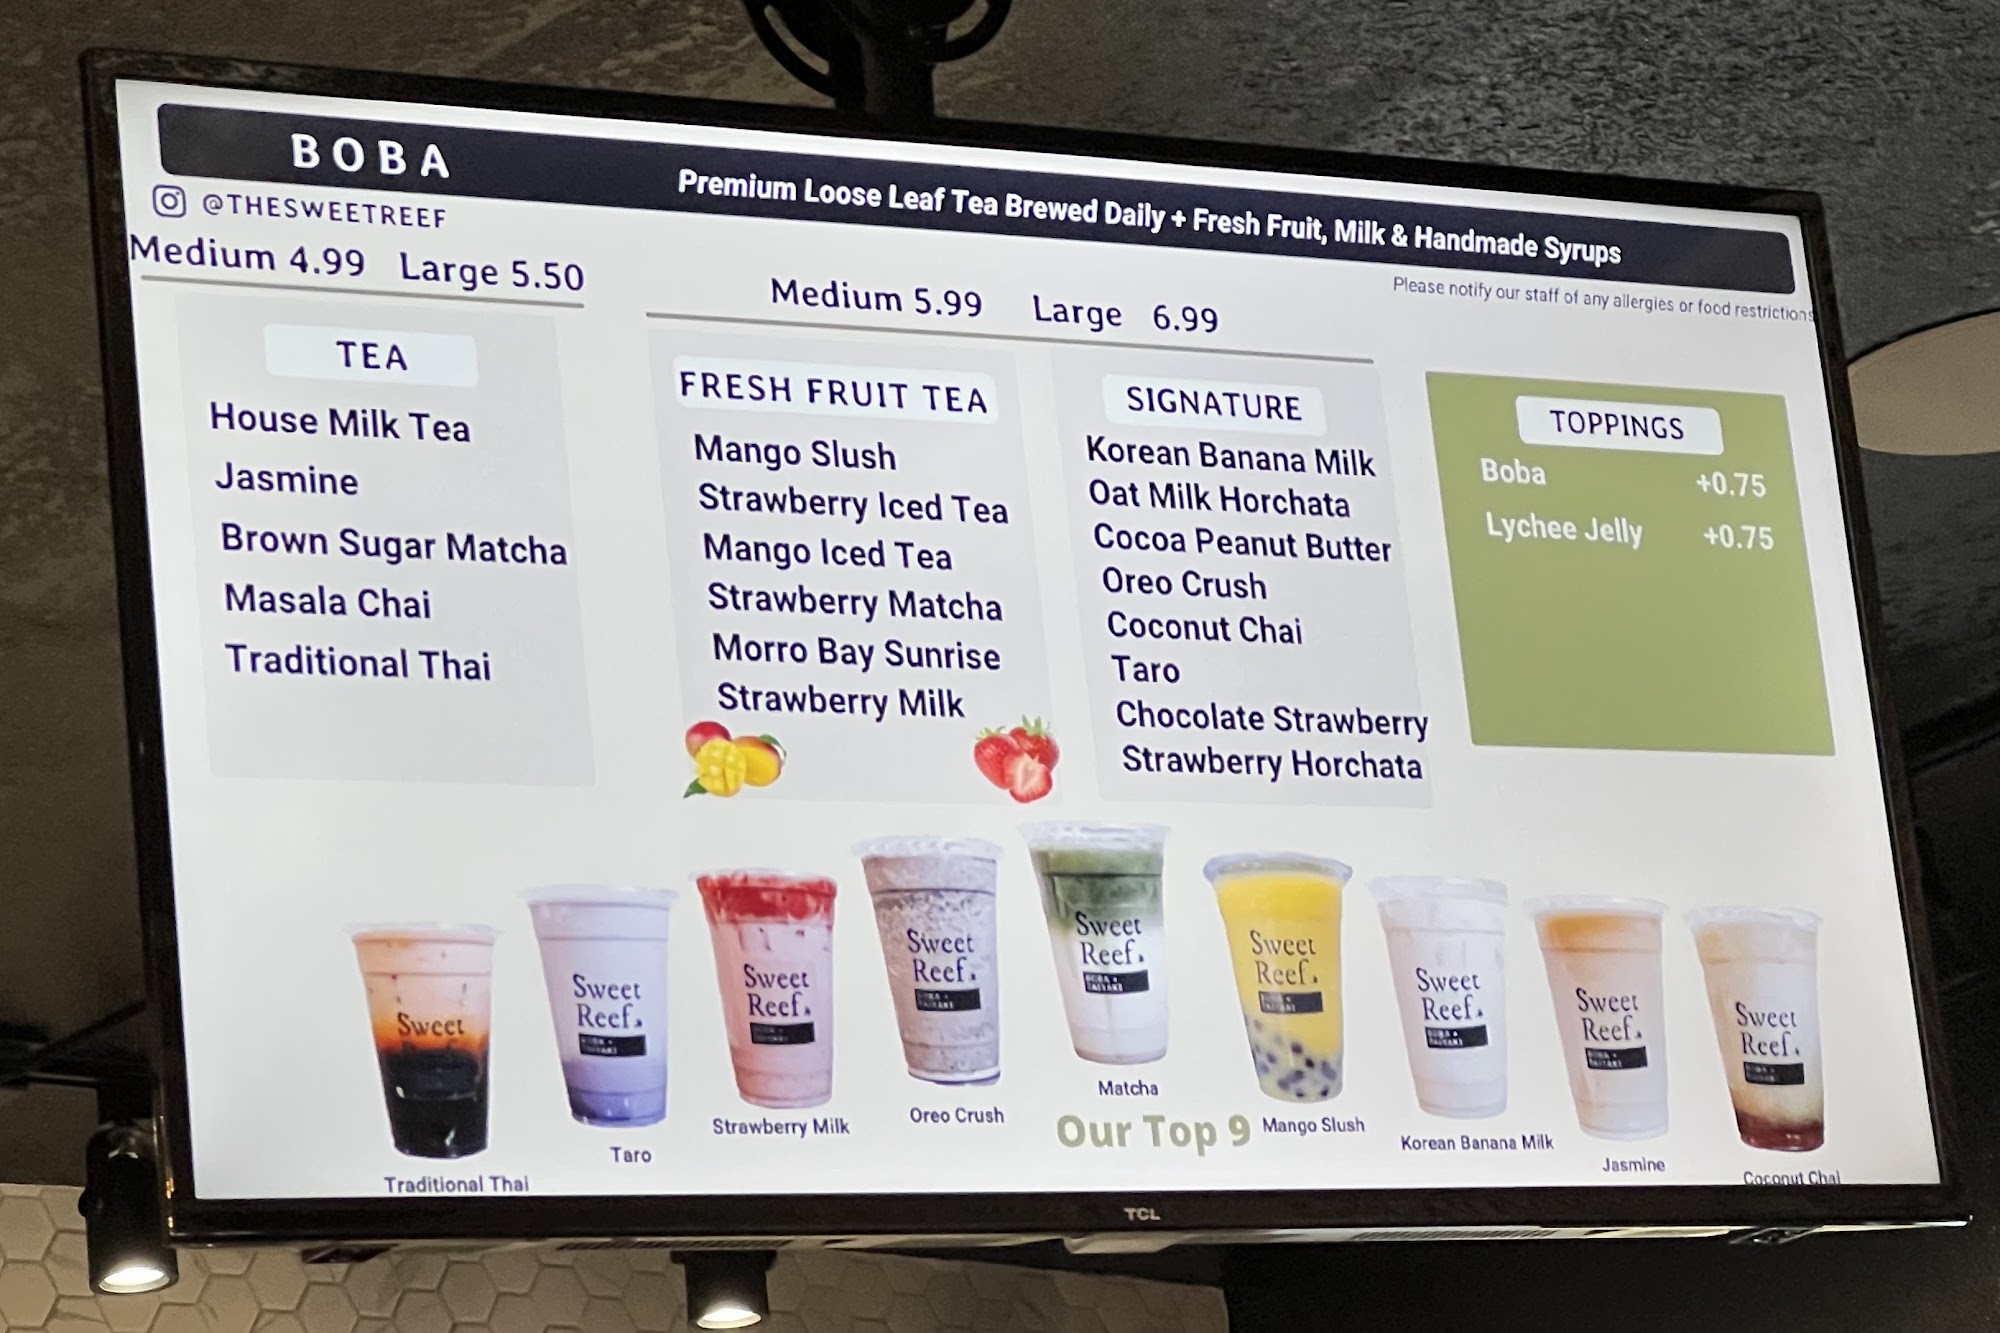 BOBA
Premium Loose Leaf Tea Brewed Daily + Fresh Fruit, Milk & Handmade Syrups
@THESWEETREEF
Please notify our staff of any allergies or food restrictions
Medium 4.99 Large 5.50
Medium 5.99 Large 6.99
TEA
House Milk Tea
Jasmine
Brown Sugar Matcha
Masala Chai
Traditional Thai
FRESH FRUIT TEA
Mango Slush
Strawberry Iced Tea
Mango Iced Tea
Strawberry Matcha
Morro Bay Sunrise
Strawberry Milk
SIGNATURE
Korean Banana Milk
Oat Milk Horchata
Cocoa Peanut Butter
Oreo Crush
Coconut Chai
Taro
Chocolate Strawberry
Strawberry Horchata
TOPPINGS
Boba +0.75
Lychee Jelly +0.75
Sweet
Sweet
Reef.
Sweet
Reef.
Sweet
Reef.
Sweet
Reef.
Sweet
Reef.
Sweet
Reef.
Sweet
Reef.
Sweet
Reef.
Traditional Thai
Taro
Strawberry Milk
Oreo Crush
Matcha
Our Top 9
Mango Slush
Korean Banana Milk
Jasmine
Coconut Chai
TCL